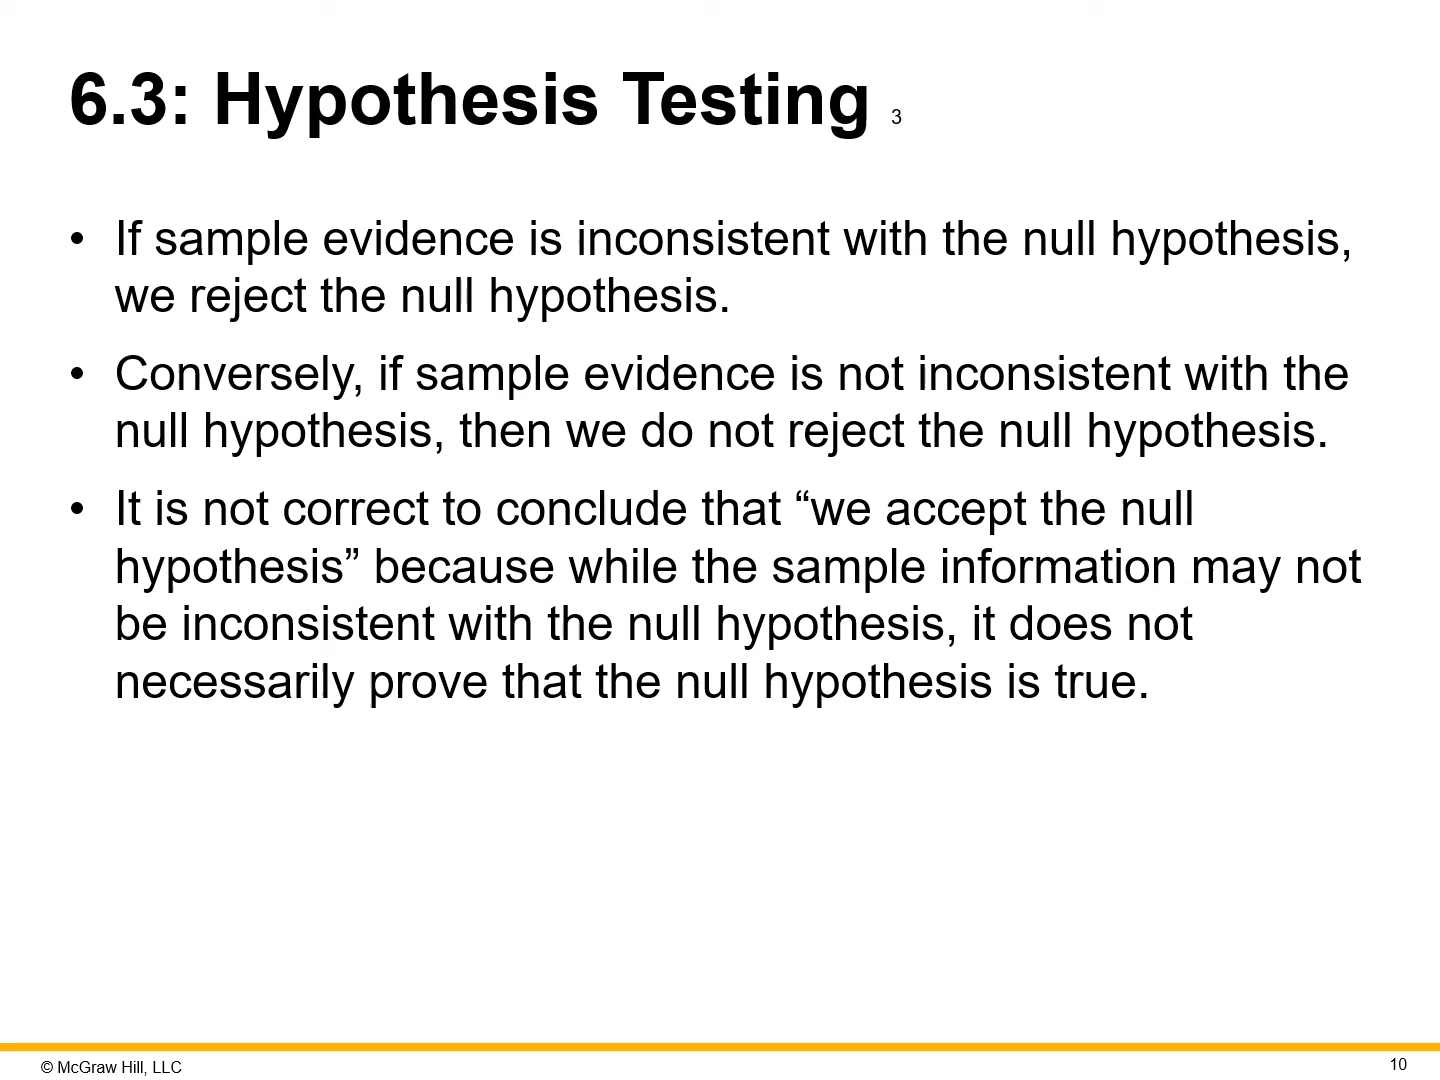 6.3: Hypothesis Testing 3
• If sample evidence is inconsistent with the null hypothesis,
we reject the null hypothesis.
• Conversely, if sample evidence is not inconsistent with the
null hypothesis, then we do not reject the null hypothesis.
• It is not correct to conclude that “we accept the null
hypothesis” because while the sample information may not
be inconsistent with the null hypothesis, it does not
necessarily prove that the null hypothesis is true.
© McGraw Hill, LLC
10